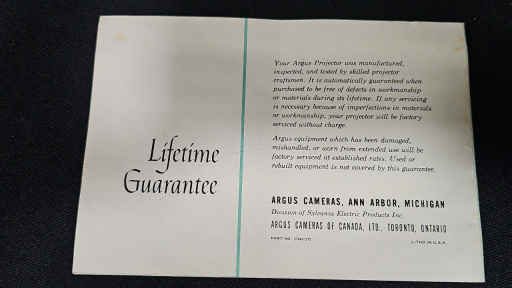 Lifetime
Guarantee
Your Argus Projector was manufactured,
inspected, and tested by skilled projector
craftsmen. It is automatically guaranteed when
purchased to be free of defects in workmanship
or materials during its lifetime. If any servicing
is necessary because of imperfections in materials
or workmanship, your projector will be factory
serviced without charge.
Argus equipment which has been damaged,
mishandled, or worn from extended use will be
factory serviced at established rates. Used or
rebuilt equipment is not covered by this guarantee.
ARGUS CAMERAS, ANN ARBOR, MICHIGAN
Division of Sylvania Electric Products Inc.
ARGUS CAMERAS OF CANADA, LTD., TORONTO, ONTARIO
PART NO.
LITHO IN U.S.A.